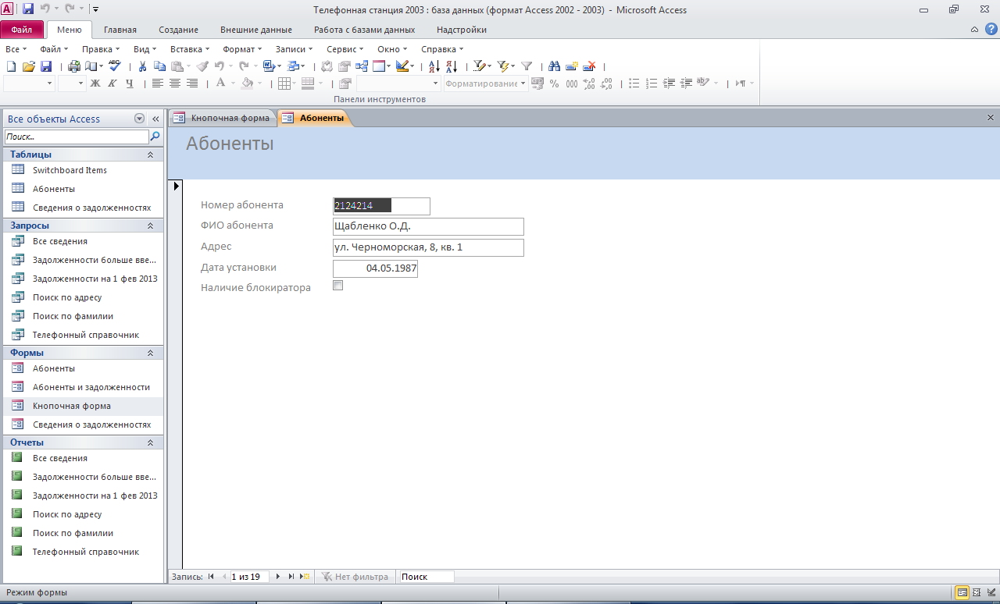 Телефонная станция 2003 : база данных (формат Access 2002 - 2003) - Microsoft Access
Файл Меню Главная Создание Внешние данные Работа с базами данных Надстройки
Все Файл Правка Вид Вставка Формат Записи Сервис Окно Справка
Ж К Ч Форматирование % 000
Панели инструментов
Все объекты Access
Поиск...
Таблицы
Switchboard Items
Абоненты
Сведения о задолженностях
Запросы
Все сведения
Задолженности больше вве...
Задолженности на 1 фев 2013
Поиск по адресу
Поиск по фамилии
Телефонный справочник
Формы
Абоненты
Абоненты и задолженности
Кнопочная форма
Сведения о задолженностях
Отчеты
Все сведения
Задолженности больше вве...
Задолженности на 1 фев 2013
Поиск по адресу
Поиск по фамилии
Телефонный справочник
Кнопочная форма Абоненты
Абоненты
Номер абонента 2124214
ФИО абонента Щабленко О.Д.
Адрес ул. Черноморская, 8, кв. 1
Дата установки 04.05.1987
Наличие блокиратора
Запись: 1 из 19 Нет фильтра Поиск
Режим формы